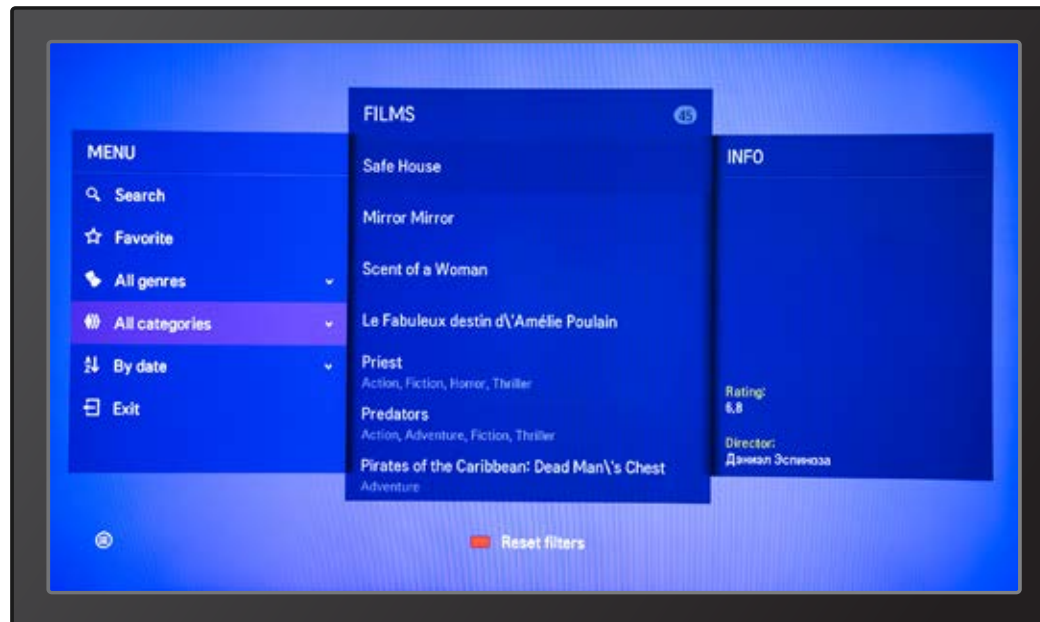 MENU
Search
Favorite
All genres
All categories
By date
Exit
FILMS 45
Safe House
Mirror Mirror
Scent of a Woman
Le Fabuleux destin d\'Amélie Poulain
Priest
Action, Fiction, Horror, Thriller
Predators
Action, Adventure, Fiction, Thriller
Pirates of the Caribbean: Dead Man\'s Chest
Adventure
INFO
Rating:
6,8
Director:
Дэниэл Эспиноза
Reset filters